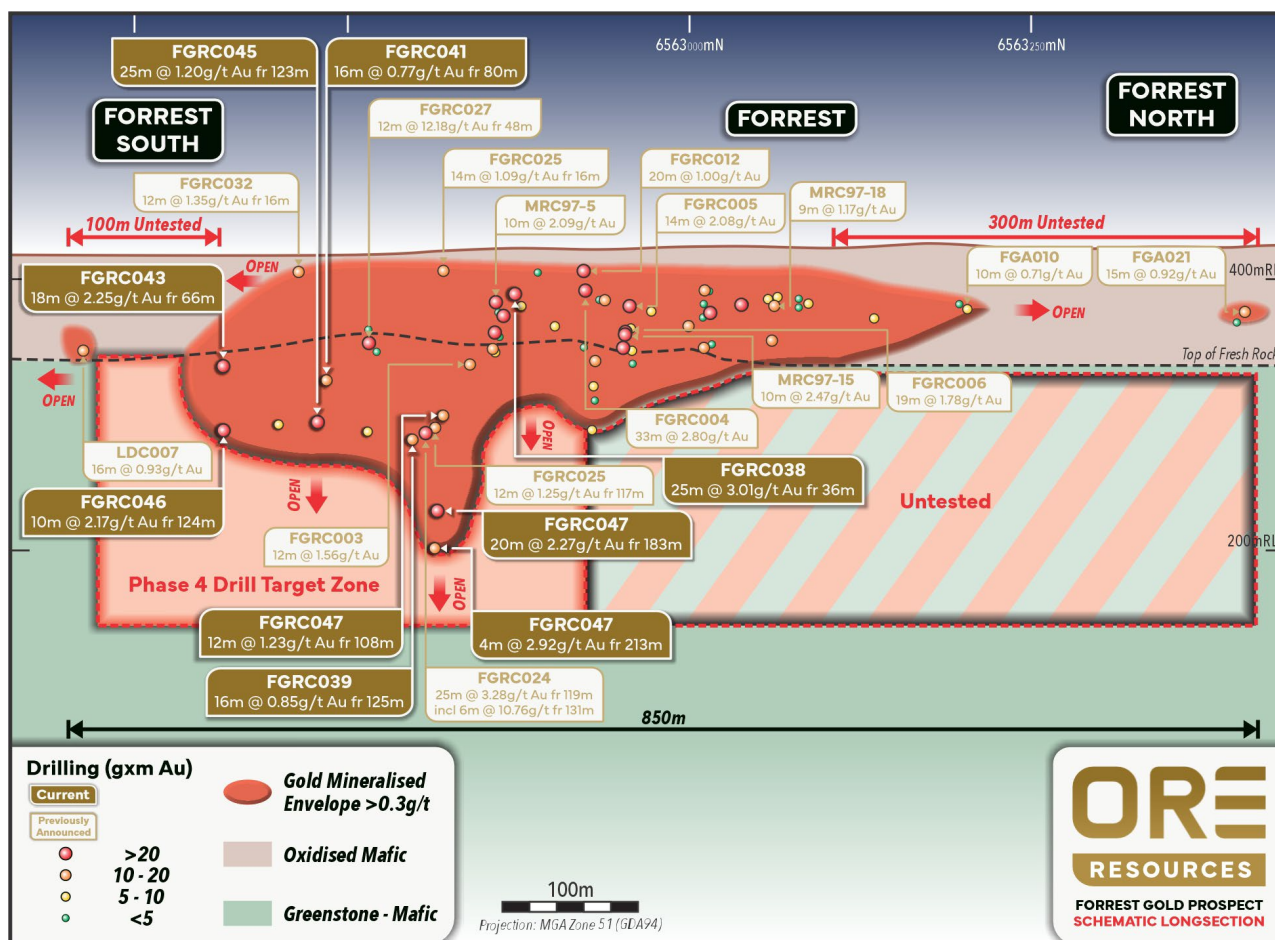 6563000mN
6563250mN
FGRC045
25m @ 1.20g/t Au fr 123m
FGRC041
16m @ 0.77g/t Au fr 80m
FORREST
SOUTH
FORREST
FORREST
NORTH
FGRC027
12m @ 12.18g/t Au fr 48m
FGRC025
14m @ 1.09g/t Au fr 16m
FGRC012
20m @ 1.00g/t Au
FGRC032
12m @ 1.35g/t Au fr 16m
MRC97-5
10m @ 2.09g/t Au
FGRC005
14m @ 2.08g/t Au
MRC97-18
9m @ 1.17g/t Au
100m Untested
300m Untested
FGA010
10m @ 0.71g/t Au
FGA021
15m @ 0.92g/t Au
400mRL
OPEN
FGRC043
18m @ 2.25g/t Au fr 66m
OPEN
Top of Fresh Rock
OPEN
MRC97-15
10m @ 2.47g/t Au
FGRC006
19m @ 1.78g/t Au
FGRC004
33m @ 2.80g/t Au
OPEN
LDC007
16m @ 0.93g/t Au
FGRC025
12m @ 1.25g/t Au fr 117m
FGRC038
25m @ 3.01g/t Au fr 36m
FGRC046
10m @ 2.17g/t Au fr 124m
OPEN
Untested
FGRC003
12m @ 1.56g/t Au
FGRC047
20m @ 2.27g/t Au fr 183m
200mRL
Phase 4 Drill Target Zone
OPEN
FGRC047
12m @ 1.23g/t Au fr 108m
FGRC047
4m @ 2.92g/t Au fr 213m
FGRC039
16m @ 0.85g/t Au fr 125m
FGRC024
25m @ 3.28g/t Au fr 119m
incl 6m @ 10.76g/t fr 131m
850m
Drilling (gxm Au)
Current
Previously
Announced
>20
10 - 20
5 - 10
<5
Gold Mineralised
Envelope >0.3g/t
Oxidised Mafic
Greenstone - Mafic
100m
Projection: MGA Zone 51 (GDA94)
ORE
RESOURCES
FORREST GOLD PROSPECT
SCHEMATIC LONGSECTION